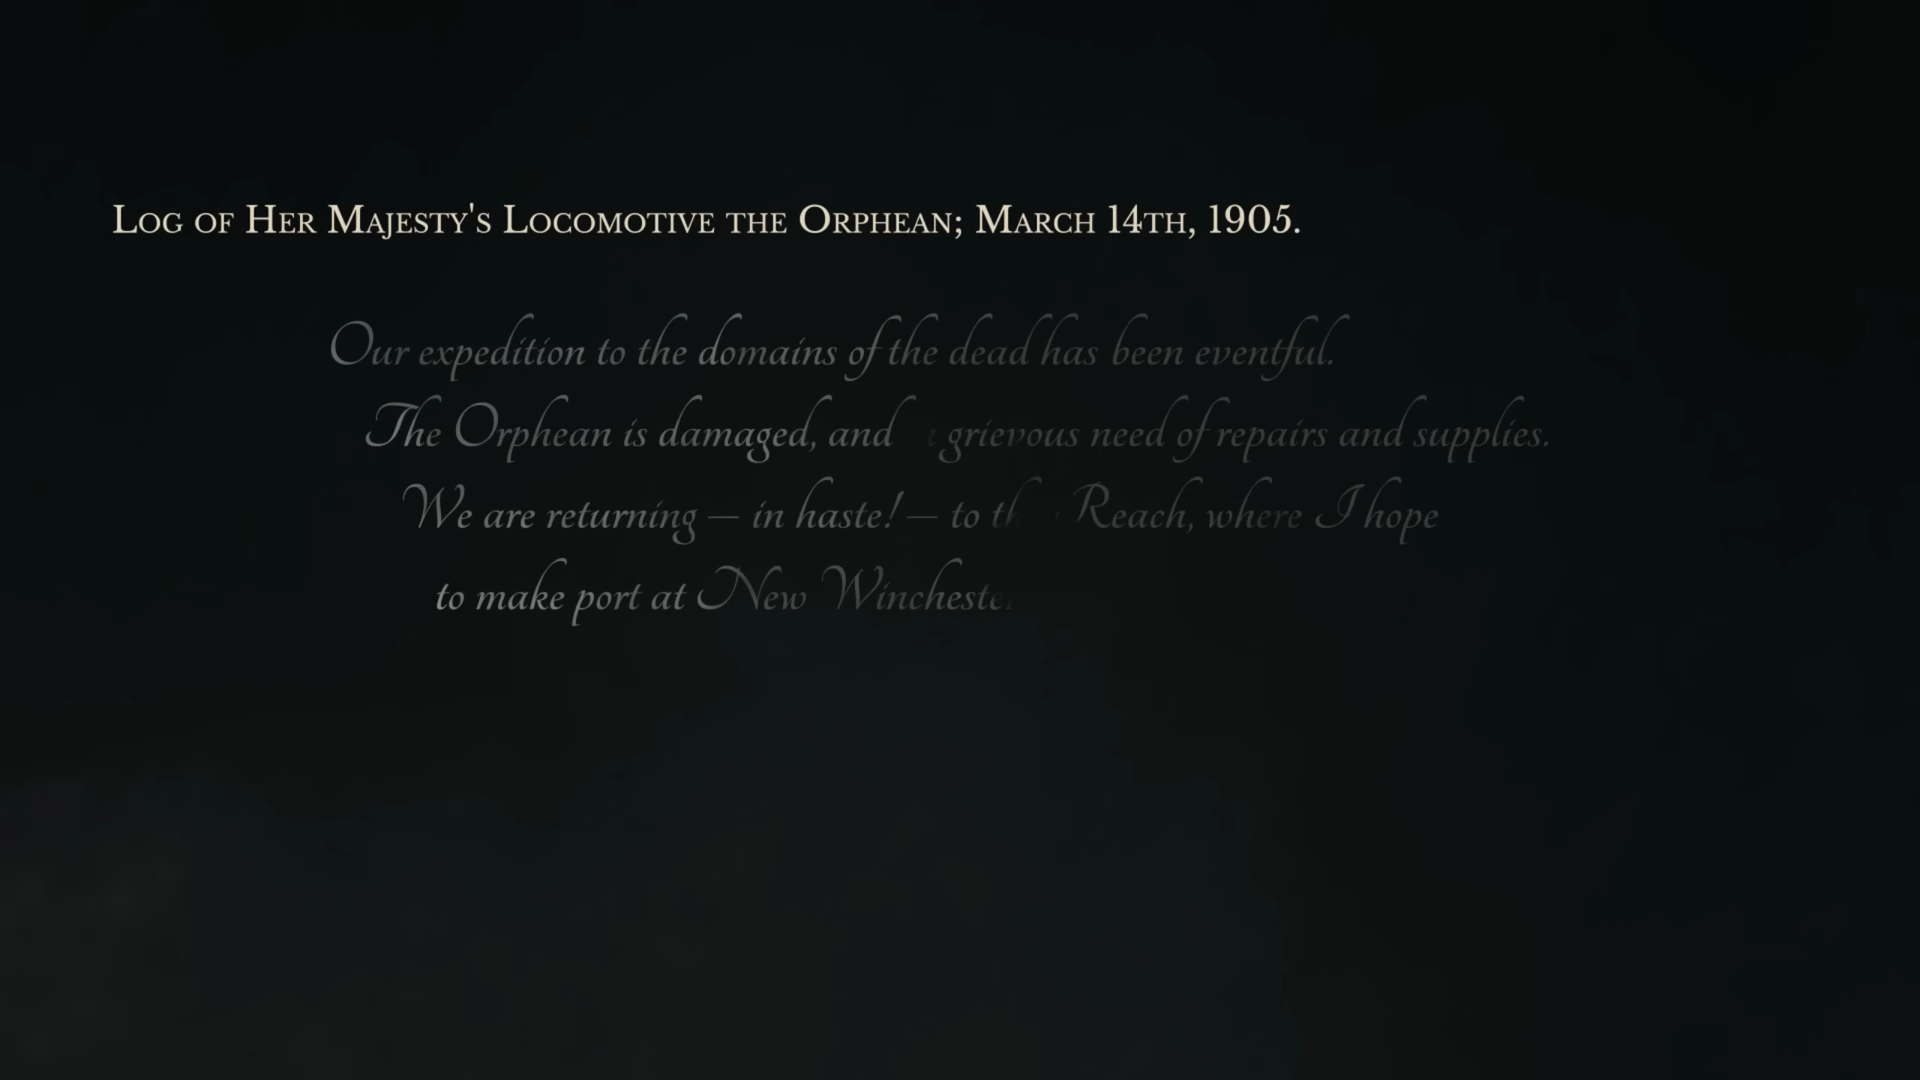 Log of Her Majesty's Locomotive the Orphean; March 14th, 1905.
Our expedition to the domains of the dead has been eventful.
The Orphean is damaged, and grievous need of repairs and supplies.
We are returning – in haste! – to Reach, where I hope
to make port at New Winchester.